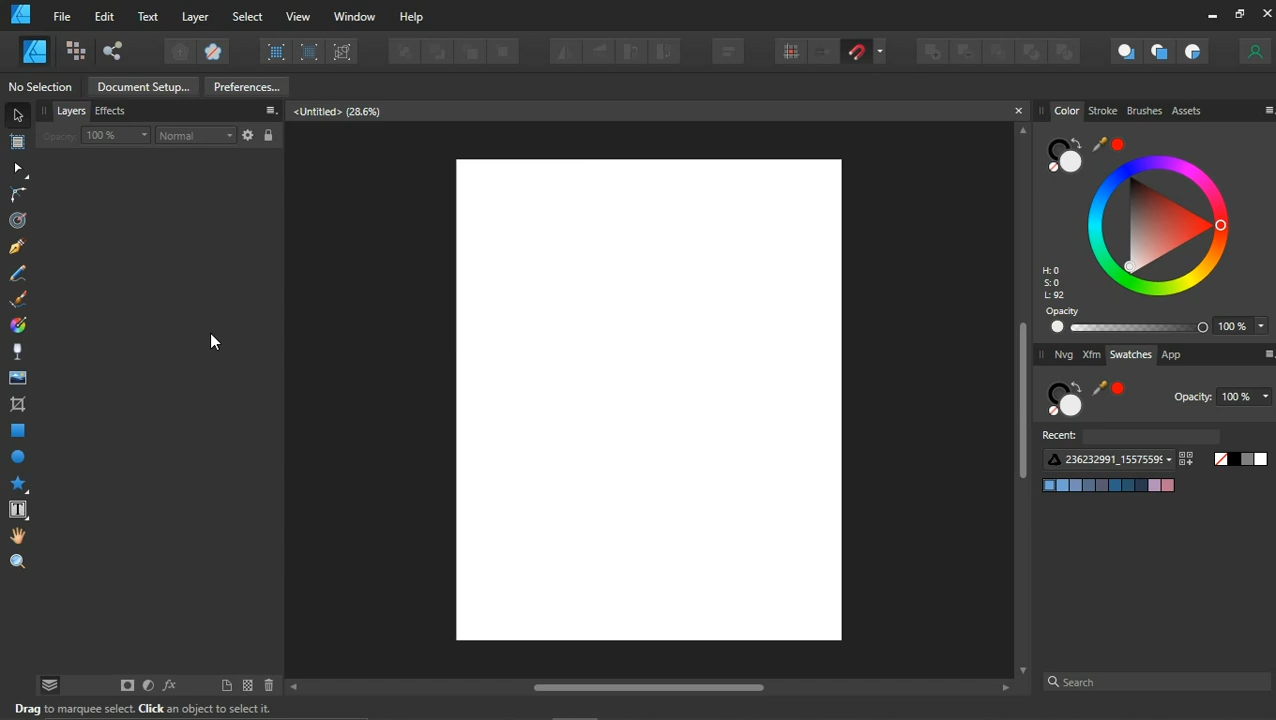 File Edit Text Layer Select View Window Help
No Selection Document Setup... Preferences...
Layers Effects <Untitled> (28.6%) Color Stroke Brushes Assets
Opacity: 100 % Normal
H: 0
S: 0
L: 92
Opacity
100 %
Nvg Xfm Swatches App
Opacity: 100 %
Recent:
236232991_1557559
Search
Drag to marquee select. Click an object to select it.